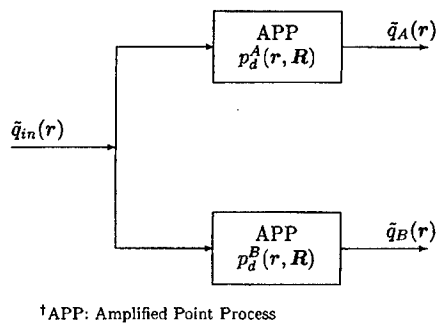 APP
p_d^A(r, R)
q̃_A(r)
q̃_in(r)
APP
p_d^B(r, R)
q̃_B(r)
†APP: Amplified Point Process